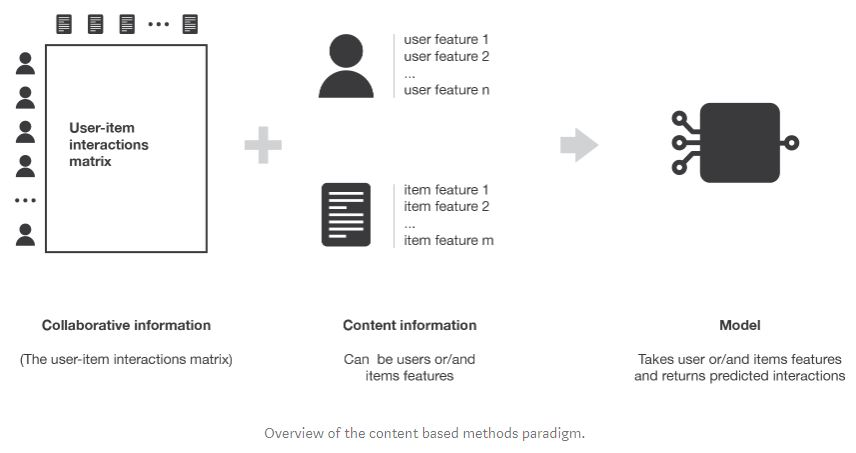 User-item
interactions
matrix
user feature 1
user feature 2
...
user feature n
item feature 1
item feature 2
...
item feature m
Collaborative information
(The user-item interactions matrix)
Content information
Can be users or/and
items features
Model
Takes user or/and items features
and returns predicted interactions
Overview of the content based methods paradigm.